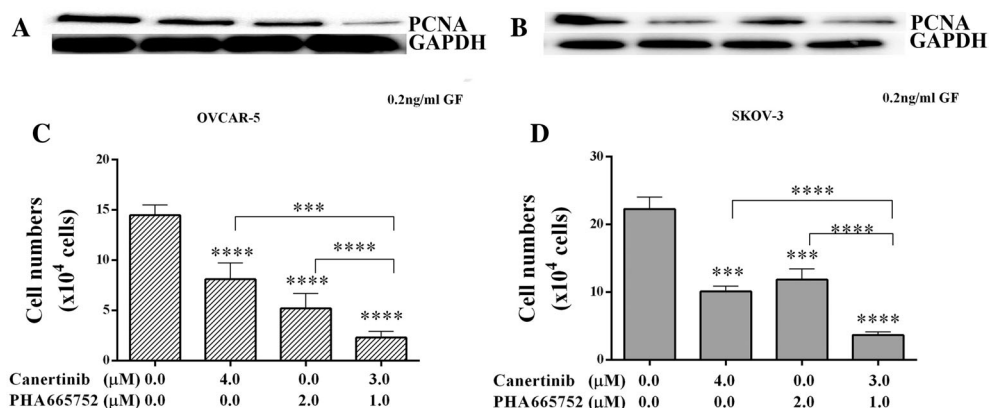 A
PCNA
GAPDH
B
PCNA
GAPDH
0.2ng/ml GF
0.2ng/ml GF
C
OVCAR-5
Cell numbers
(x10⁴ cells)
20
15
10
5
0
****
****
****
***
****
Canertinib (μM) 0.0 4.0 0.0 3.0
PHA665752 (μM) 0.0 0.0 2.0 1.0
D
SKOV-3
Cell numbers
(x10⁴ cells)
30
20
10
0
***
***
****
****
****
Canertinib (μM) 0.0 4.0 0.0 3.0
PHA665752 (μM) 0.0 0.0 2.0 1.0